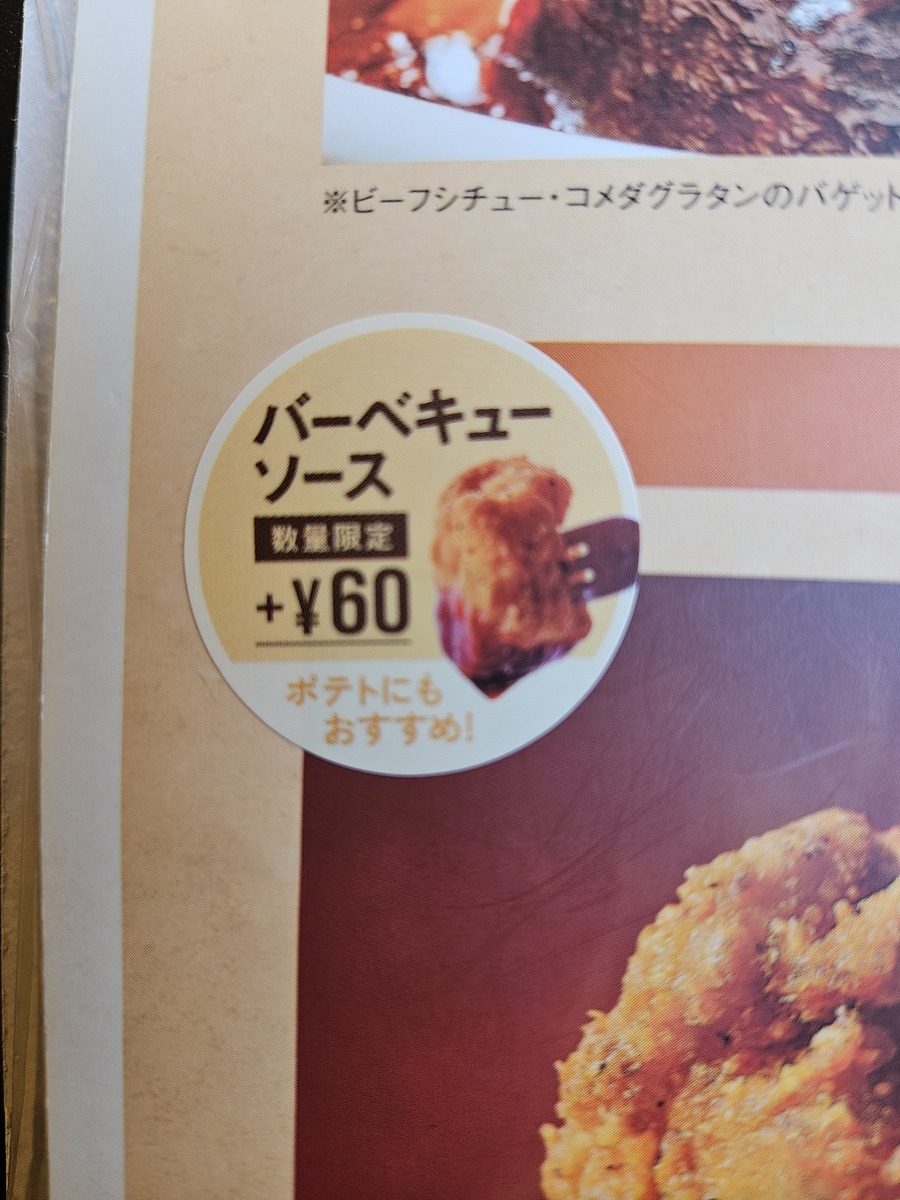 ※ビーフシチュー・コメダグラタンのバゲット
バーベキュー
ソース
数量限定
+¥60
ポテトにも
おすすめ!